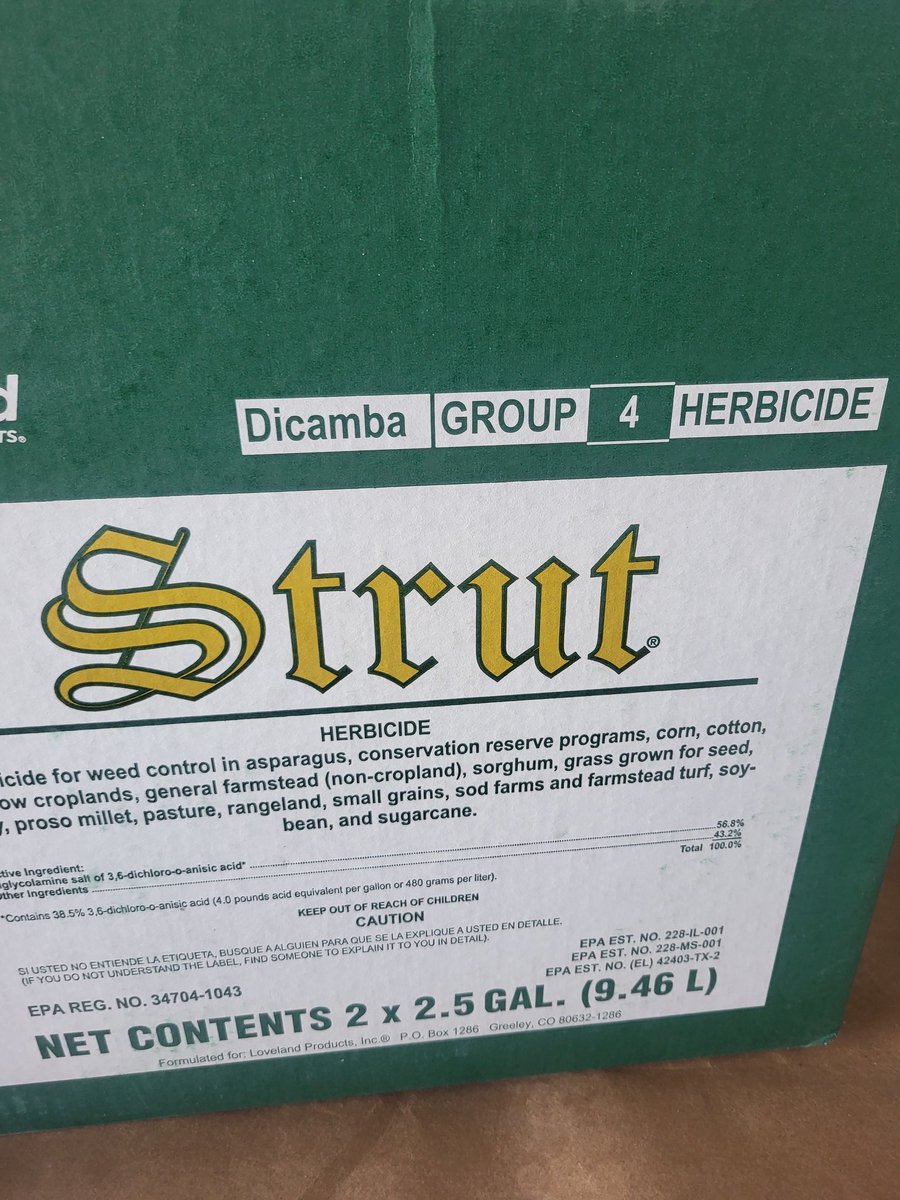 d
TS®
Dicamba GROUP 4 HERBICIDE
Strut®
HERBICIDE
icide for weed control in asparagus, conservation reserve programs, corn, cotton,
ow croplands, general farmstead (non-cropland), sorghum, grass grown for seed,
y, proso millet, pasture, rangeland, small grains, sod farms and farmstead turf, soy-
bean, and sugarcane.
tive Ingredient:
glycolamine salt of 3,6-dichloro-o-anisic acid* 56.8%
ther Ingredients 43.2%
Total 100.0%
*Contains 38.5% 3,6-dichloro-o-anisic acid (4.0 pounds acid equivalent per gallon or 480 grams per liter).
KEEP OUT OF REACH OF CHILDREN
CAUTION
SI USTED NO ENTIENDE LA ETIQUETA, BUSQUE A ALGUIEN PARA QUE SE LA EXPLIQUE A USTED EN DETALLE.
(IF YOU DO NOT UNDERSTAND THE LABEL, FIND SOMEONE TO EXPLAIN IT TO YOU IN DETAIL).
EPA EST. NO. 228-IL-001
EPA EST. NO. 228-MS-001
EPA EST. NO. (EL) 42403-TX-2
EPA REG. NO. 34704-1043
NET CONTENTS 2 x 2.5 GAL. (9.46 L)
Formulated for: Loveland Products, Inc.® P.O. Box 1286 Greeley, CO 80632-1286